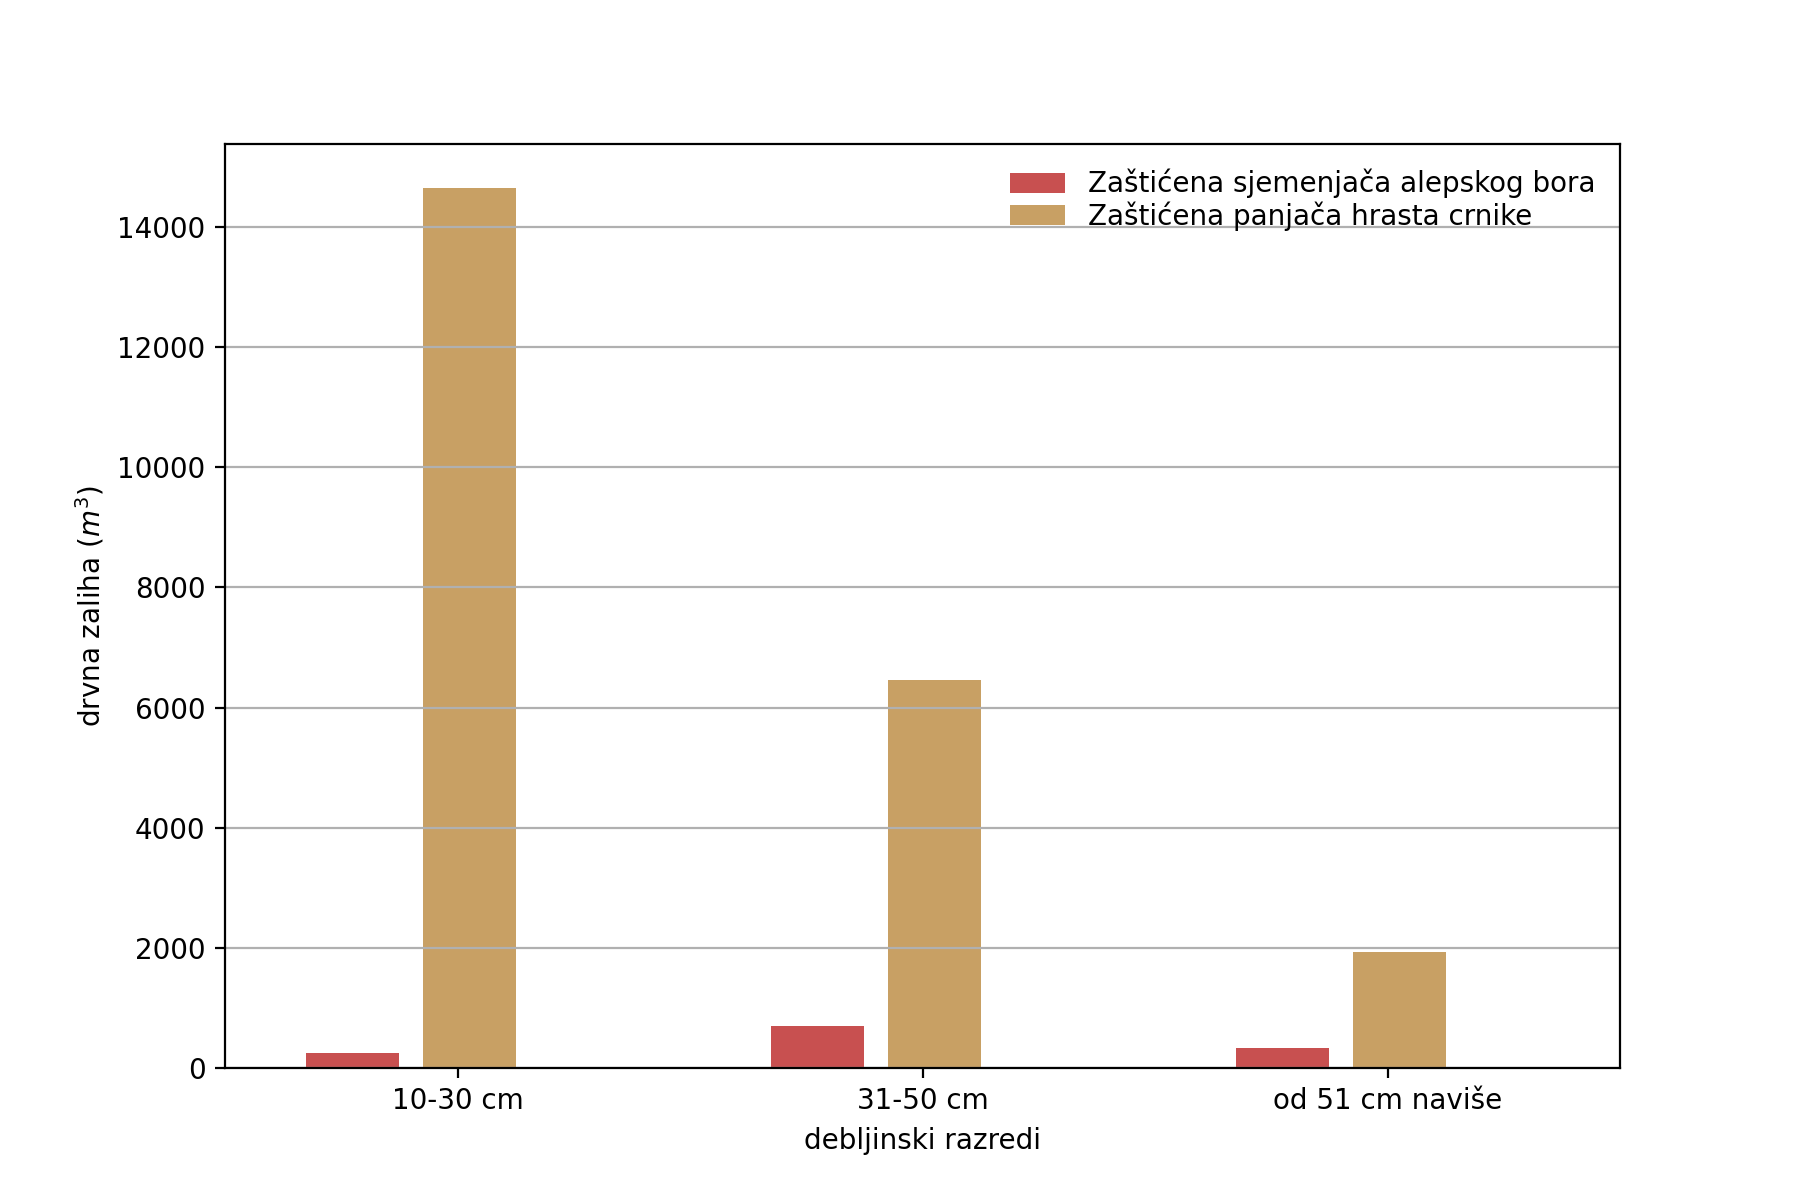 Zaštićena sjemenjača alepskog bora
Zaštićena panjača hrasta crnike
14000
12000
10000
8000
6000
4000
2000
0
drvna zaliha (m³)
10-30 cm
31-50 cm
od 51 cm naviše
debljinski razredi